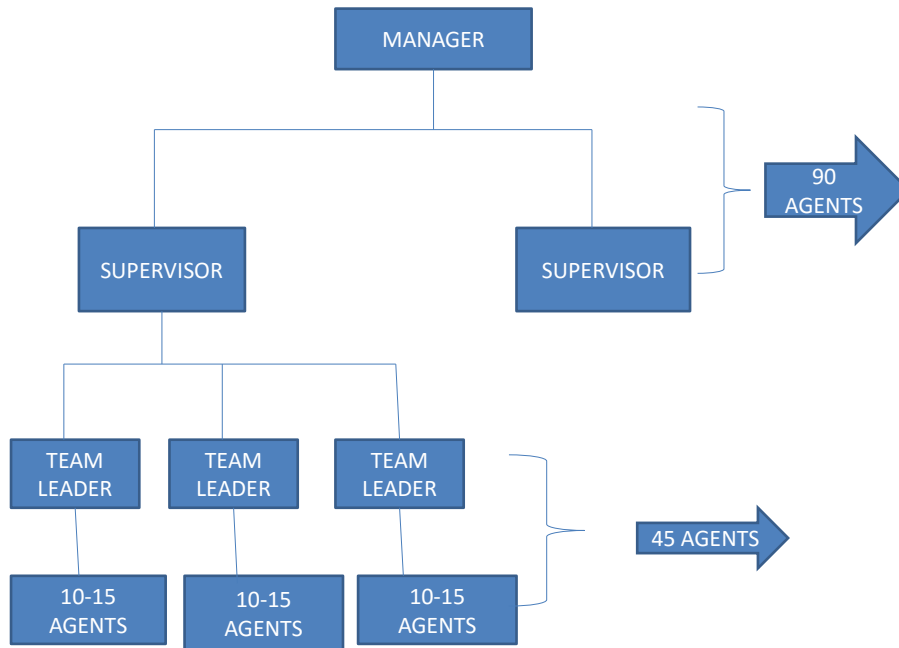 MANAGER
90
AGENTS
SUPERVISOR
SUPERVISOR
TEAM
LEADER
TEAM
LEADER
TEAM
LEADER
45 AGENTS
10-15
AGENTS
10-15
AGENTS
10-15
AGENTS